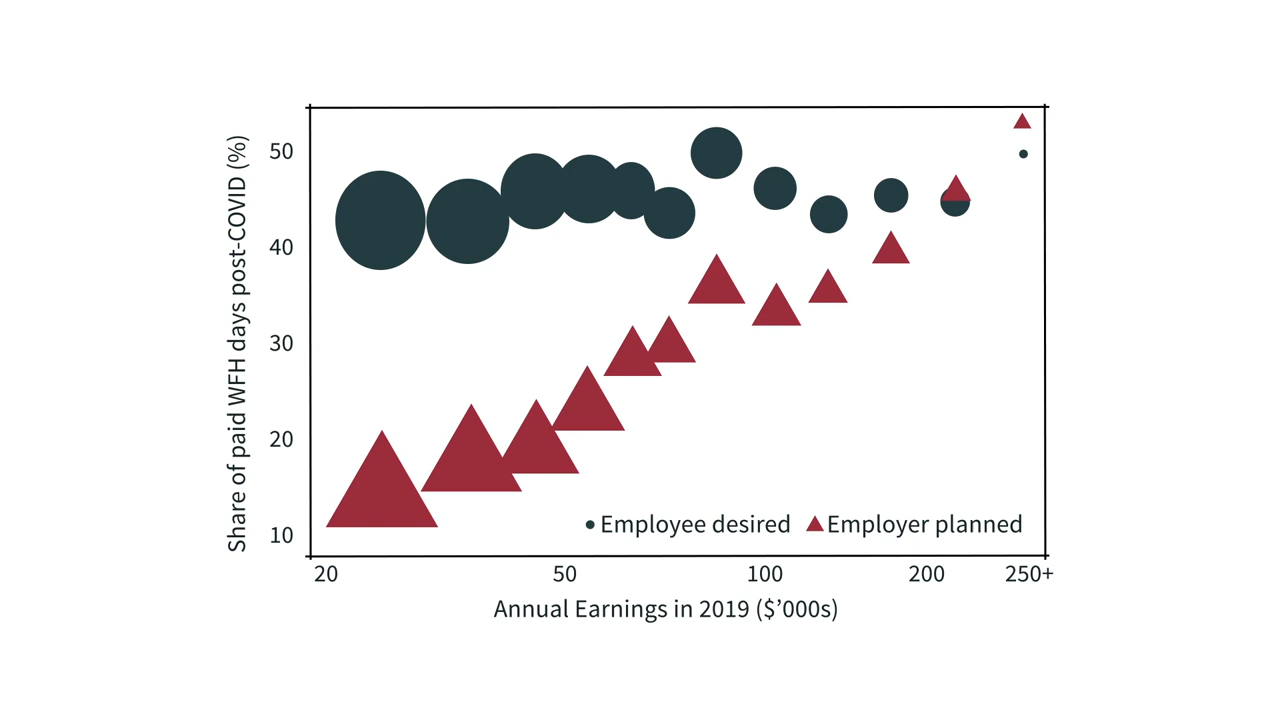 Share of paid WFH days post-COVID (%)
50
40
30
20
10
Employee desired
Employer planned
20 50 100 200 250+
Annual Earnings in 2019 ($’000s)